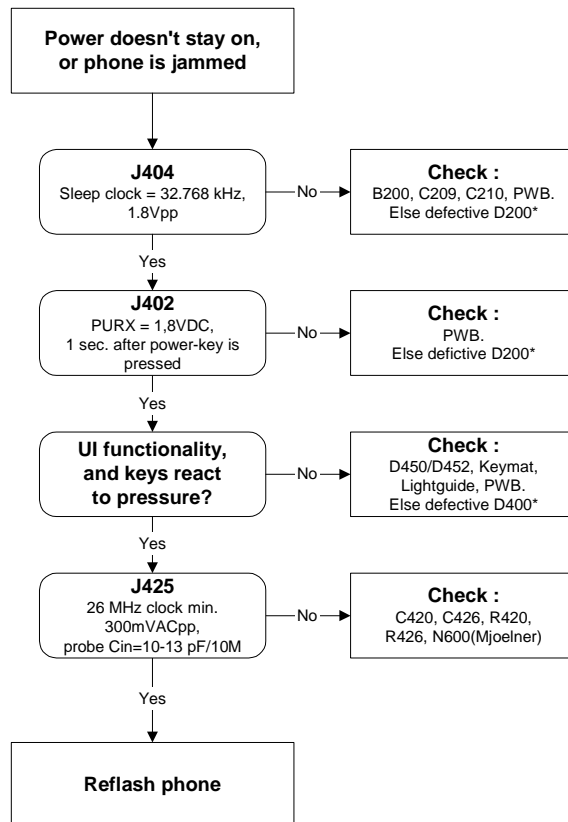 Power doesn't stay on,
or phone is jammed
J404
Sleep clock = 32.768 kHz,
1.8Vpp
No
Check :
B200, C209, C210, PWB.
Else defective D200*
Yes
J402
PURX = 1,8VDC,
1 sec. after power-key is
pressed
No
Check :
PWB.
Else defictive D200*
Yes
UI functionality,
and keys react
to pressure?
No
Check :
D450/D452, Keymat,
Lightguide, PWB.
Else defective D400*
Yes
J425
26 MHz clock min.
300mVACpp,
probe Cin=10-13 pF/10M
No
Check :
C420, C426, R420,
R426, N600(Mjoelner)
Yes
Reflash phone